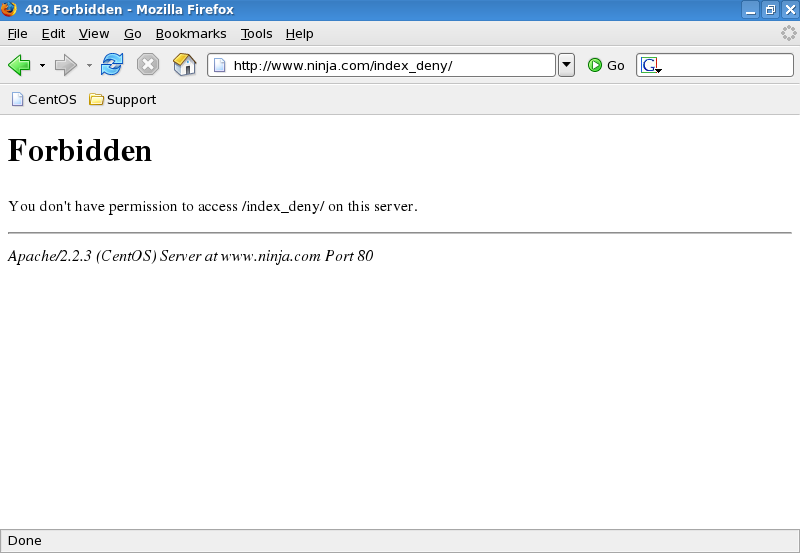 403 Forbidden - Mozilla Firefox
File Edit View Go Bookmarks Tools Help
http://www.ninja.com/index_deny/ Go G
CentOS Support
Forbidden
You don't have permission to access /index_deny/ on this server.
Apache/2.2.3 (CentOS) Server at www.ninja.com Port 80
Done